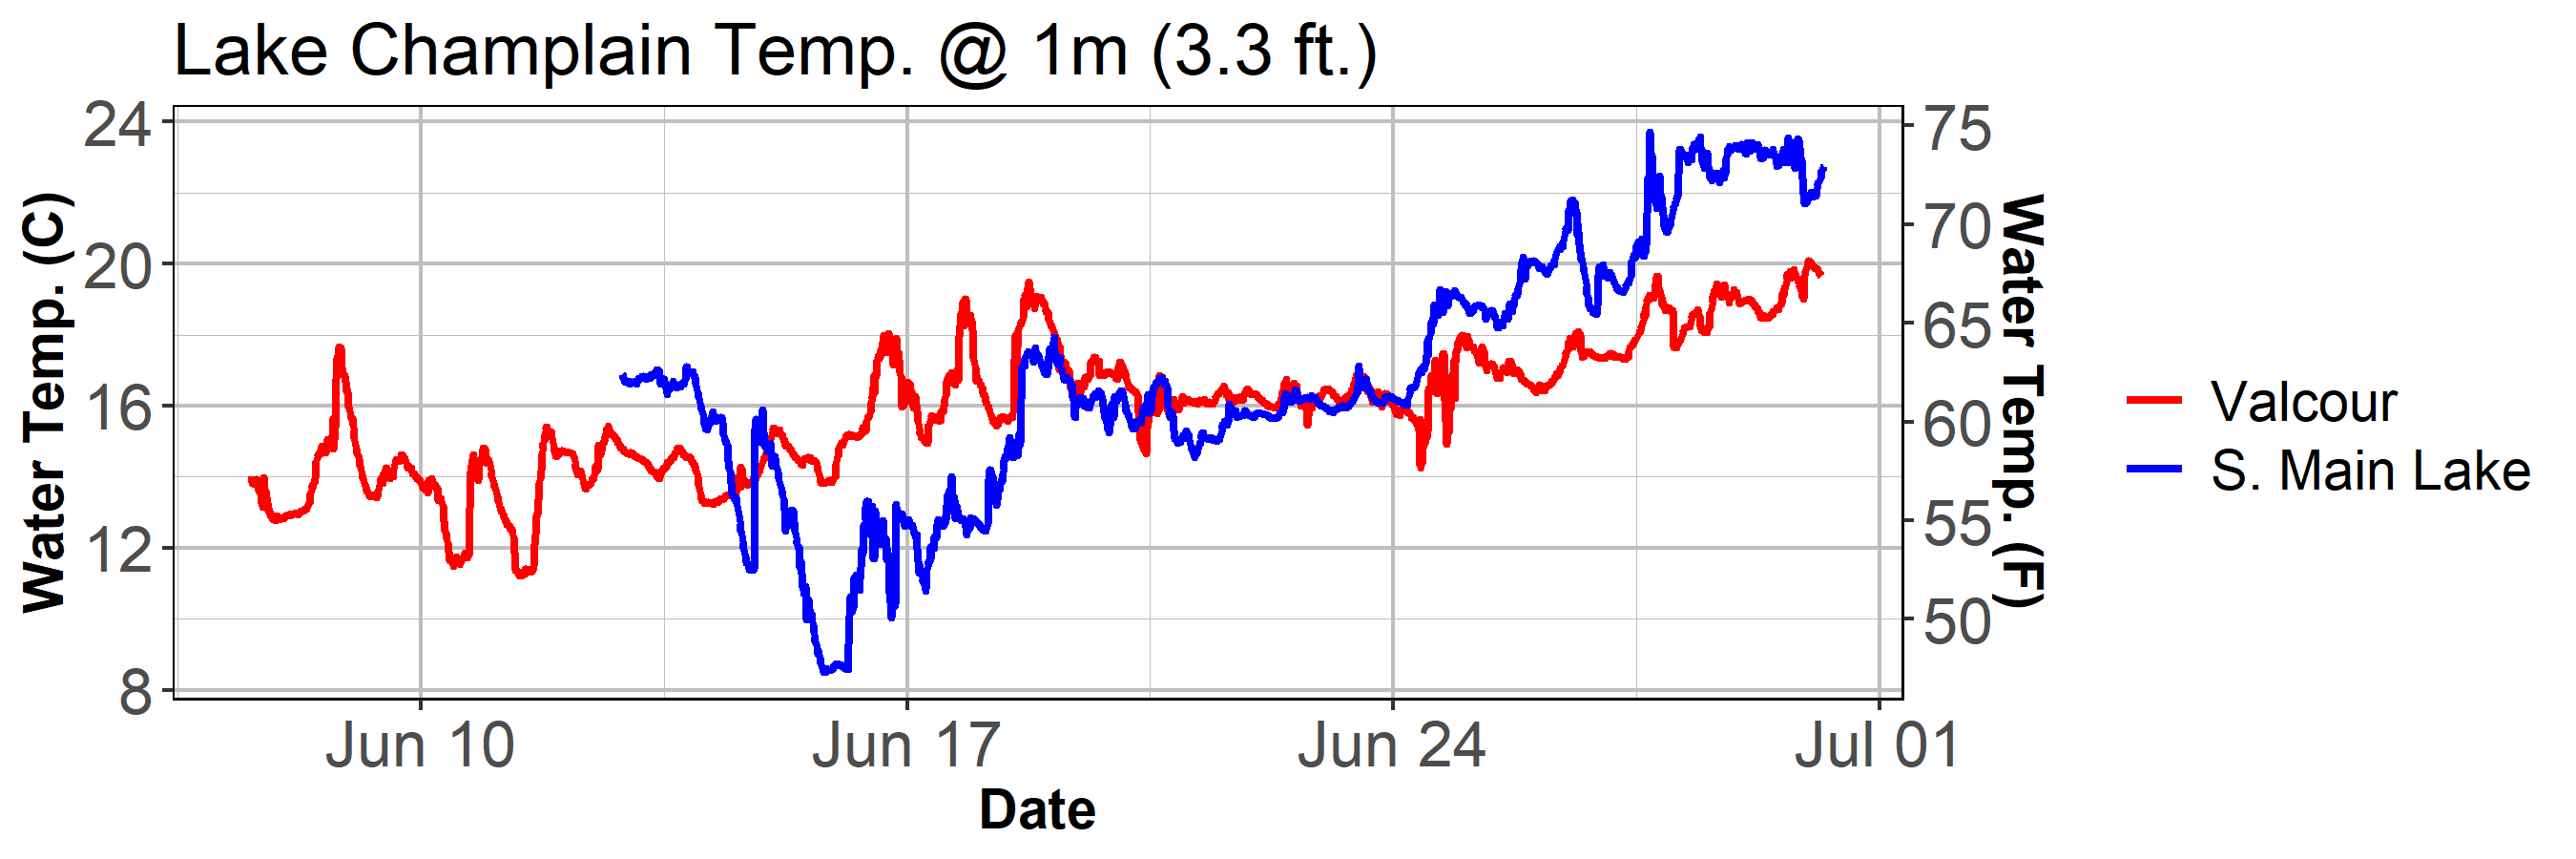 Lake Champlain Temp. @ 1m (3.3 ft.)
Water Temp. (C)
24
20
16
12
8
75
70
65
60
55
50
Water Temp. (F)
Jun 10
Jun 17
Jun 24
Jul 01
Date
Valcour
S. Main Lake